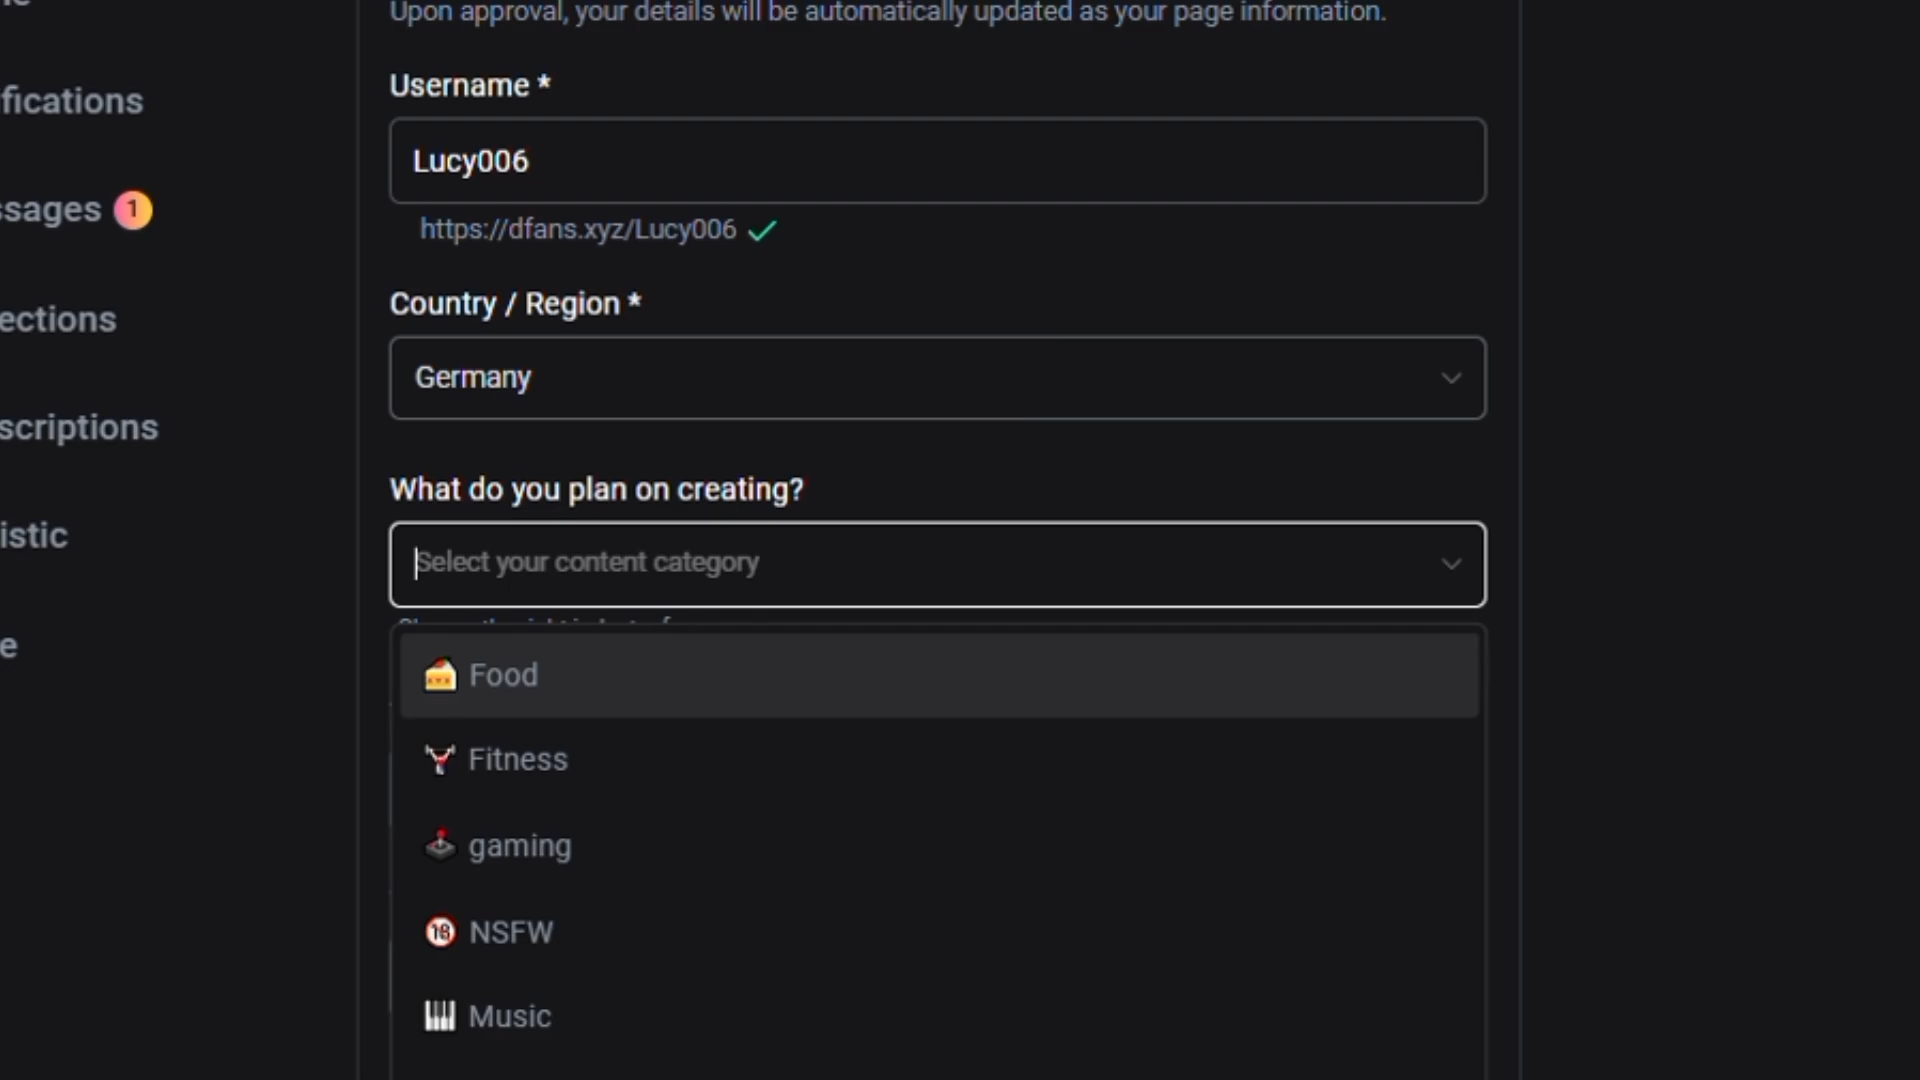 Upon approval, your details will be automatically updated as your page information.
Username *
fications
Lucy006
ssages 1
https://dfans.xyz/Lucy006
Country / Region *
ections
Germany
scriptions
What do you plan on creating?
istic
Select your content category
e
Food
Fitness
gaming
18 NSFW
Music